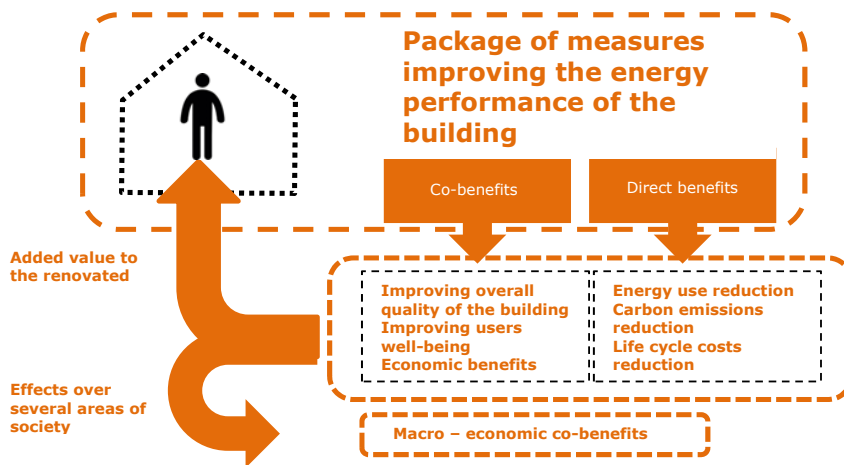 Package of measures
improving the energy
performance of the
building
Co-benefits
Direct benefits
Added value to
the renovated
Improving overall
quality of the building
Improving users
well-being
Economic benefits
Energy use reduction
Carbon emissions
reduction
Life cycle costs
reduction
Effects over
several areas of
society
Macro – economic co-benefits